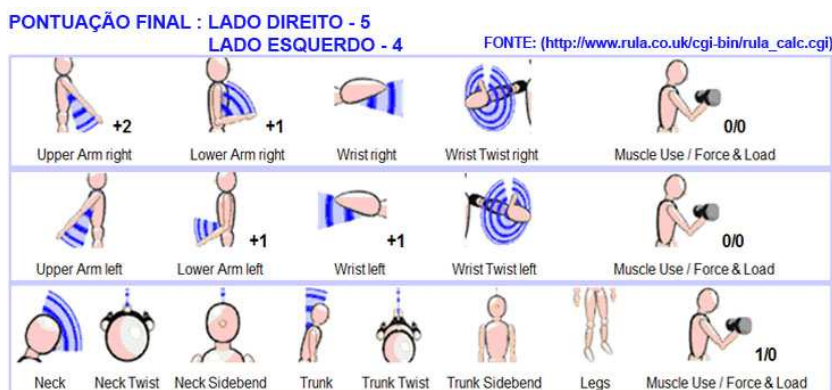 PONTUAÇÃO FINAL : LADO DIREITO - 5
LADO ESQUERDO - 4
FONTE: (http://www.rula.co.uk/cgi-bin/rula_calc.cgi)
+2 +1 0/0
Upper Arm right Lower Arm right Wrist right Wrist Twist right Muscle Use / Force & Load
+1 +1 0/0
Upper Arm left Lower Arm left Wrist left Wrist Twist left Muscle Use / Force & Load
1/0
Neck Neck Twist Neck Sidebend Trunk Trunk Twist Trunk Sidebend Legs Muscle Use / Force & Load